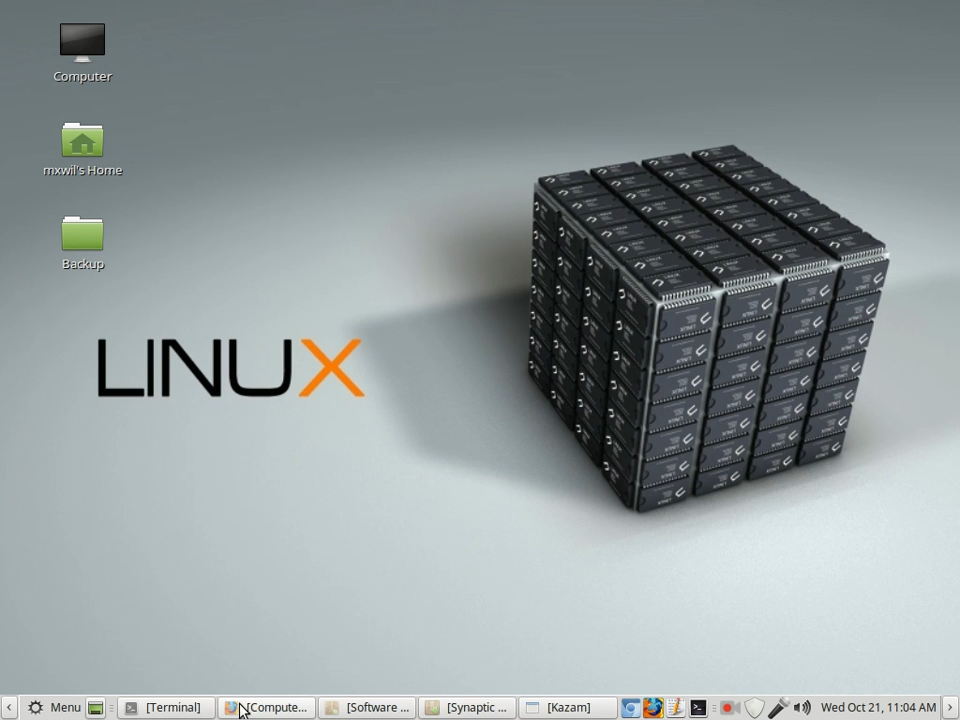 Computer
mxwil's Home
Backup
LINUX
Menu
[Terminal]
[Compute...
[Software ...
[Synaptic ...
[Kazam]
Wed Oct 21, 11:04 AM